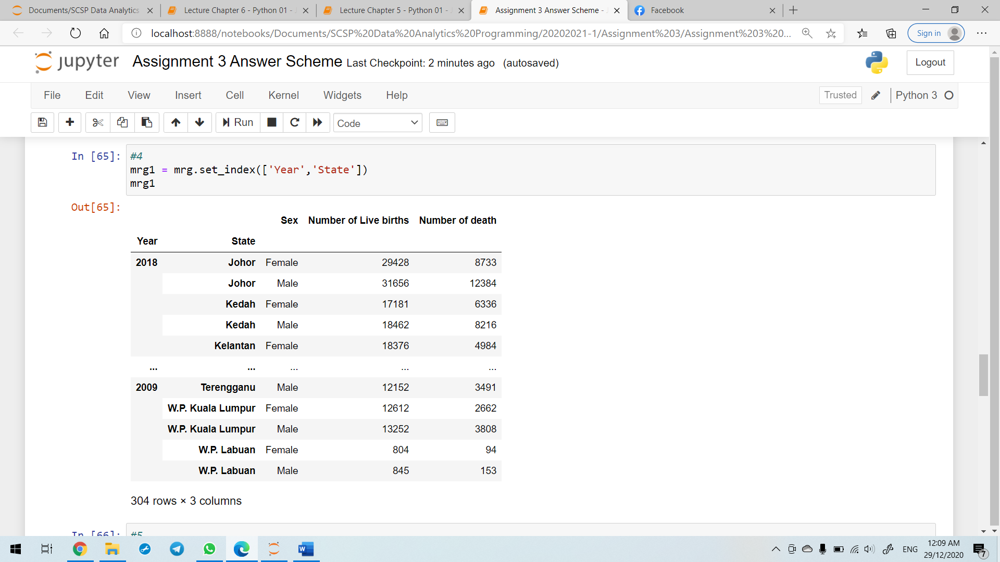 Documents/SCSP Data Analytics
Lecture Chapter 6 - Python 01 -
Lecture Chapter 5 - Python 01 -
Assignment 3 Answer Scheme -
Facebook
localhost:8888/notebooks/Documents/SCSP%20Data%20Analytics%20Programming/20202021-1/Assignment%203/Assignment%203%20...
Sign in
jupyter Assignment 3 Answer Scheme Last Checkpoint: 2 minutes ago (autosaved)
Logout
File Edit View Insert Cell Kernel Widgets Help
Trusted
Python 3
Run
Code
In [65]:
#4
mrg1 = mrg.set_index(['Year','State'])
mrg1
Out[65]:
Sex Number of Live births Number of death
Year State
2018 Johor Female 29428 8733
Johor Male 31656 12384
Kedah Female 17181 6336
Kedah Male 18462 8216
Kelantan Female 18376 4984
... ... ... ... ...
2009 Terengganu Male 12152 3491
W.P. Kuala Lumpur Female 12612 2662
W.P. Kuala Lumpur Male 13252 3808
W.P. Labuan Female 804 94
W.P. Labuan Male 845 153
304 rows × 3 columns
In [66]:
#5
ENG
12:09 AM
29/12/2020
7